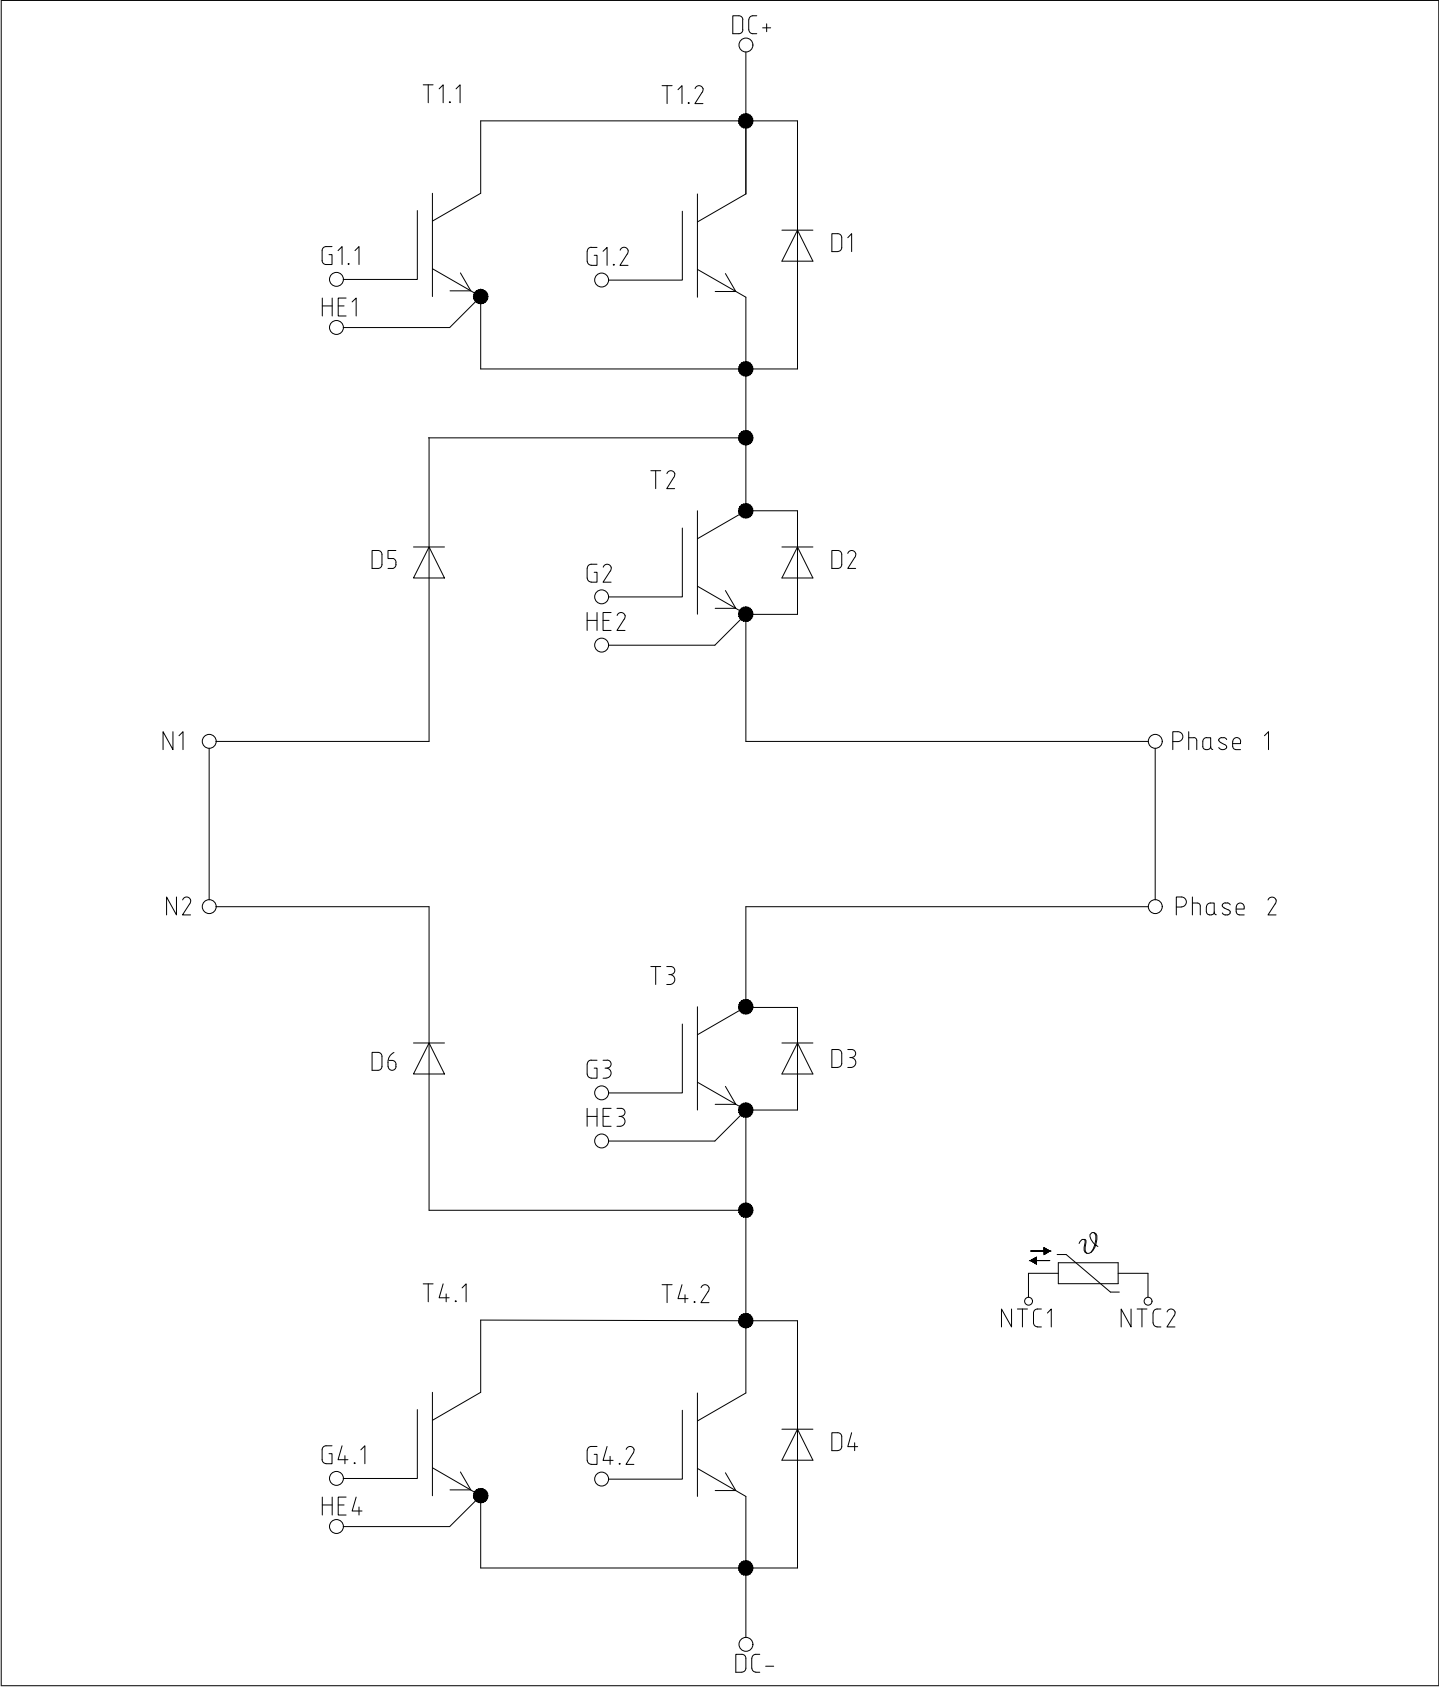 DC+
T1.1 T1.2
D1
G1.1 G1.2
HE1
T2
D5 D2
G2
HE2
N1 Phase 1
N2 Phase 2
T3
D6 D3
G3
HE3
ϑ
T4.1 T4.2
NTC1 NTC2
D4
G4.1 G4.2
HE4
DC-